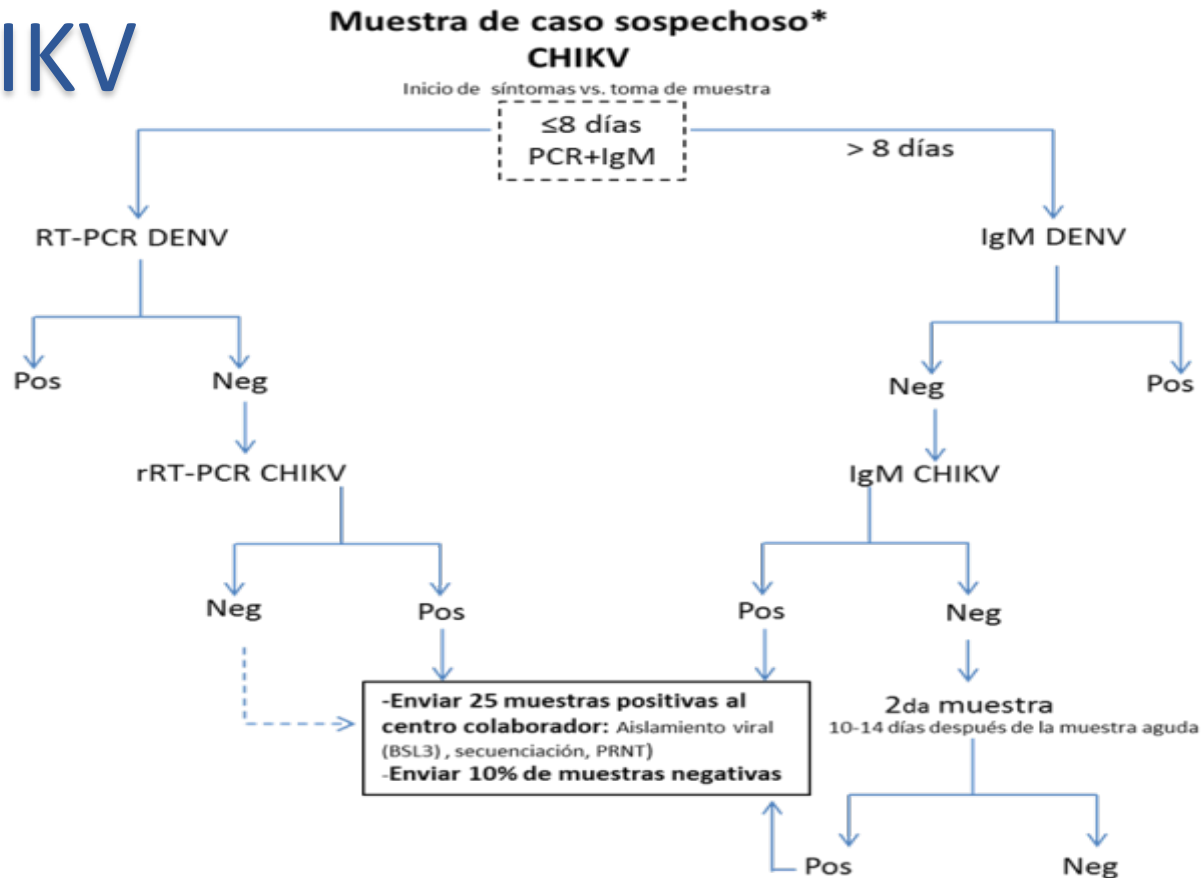 IKV
Muestra de caso sospechoso*
CHIKV
Inicio de síntomas vs. toma de muestra
≤8 días
PCR+IgM
> 8 días
RT-PCR DENV
IgM DENV
Pos
Neg
Neg
Pos
rRT-PCR CHIKV
IgM CHIKV
Neg
Pos
Pos
Neg
-Enviar 25 muestras positivas al
centro colaborador: Aislamiento viral
(BSL3) , secuenciación, PRNT)
-Enviar 10% de muestras negativas
2da muestra
10-14 días después de la muestra aguda
Pos
Neg